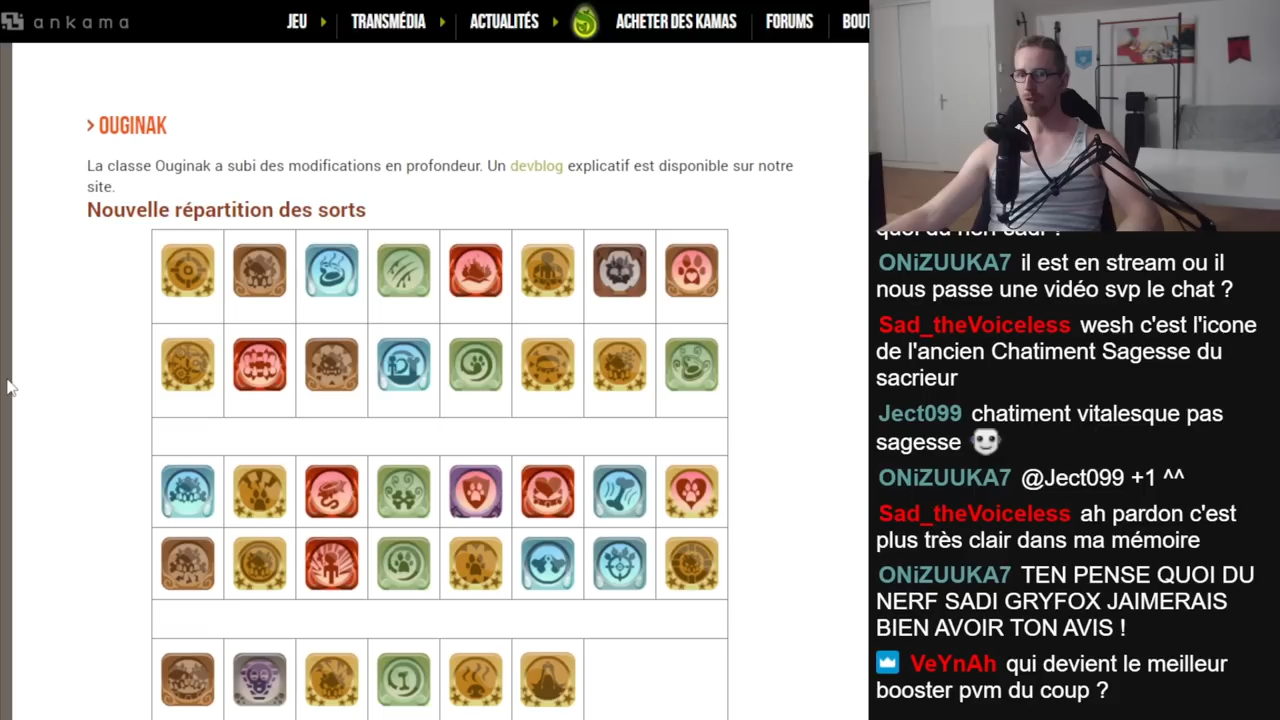 ankama
JEU TRANSMÉDIA ACTUALITÉS ACHETER DES KAMAS FORUMS BOUT
> OUGINAK
La classe Ouginak a subi des modifications en profondeur. Un devblog explicatif est disponible sur notre
site.
Nouvelle répartition des sorts
ONiZUUKA7 il est en stream ou il
nous passe une vidéo svp le chat ?
Sad_theVoiceless wesh c'est l'icone
de l'ancien Chatiment Sagesse du
sacrieur
Ject099 chatiment vitalesque pas
sagesse
ONiZUUKA7 @Ject099 +1 ^^
Sad_theVoiceless ah pardon c'est
plus très clair dans ma mémoire
ONiZUUKA7 TEN PENSE QUOI DU
NERF SADI GRYFOX JAIMERAIS
BIEN AVOIR TON AVIS !
VeYnAh qui devient le meilleur
booster pvm du coup ?